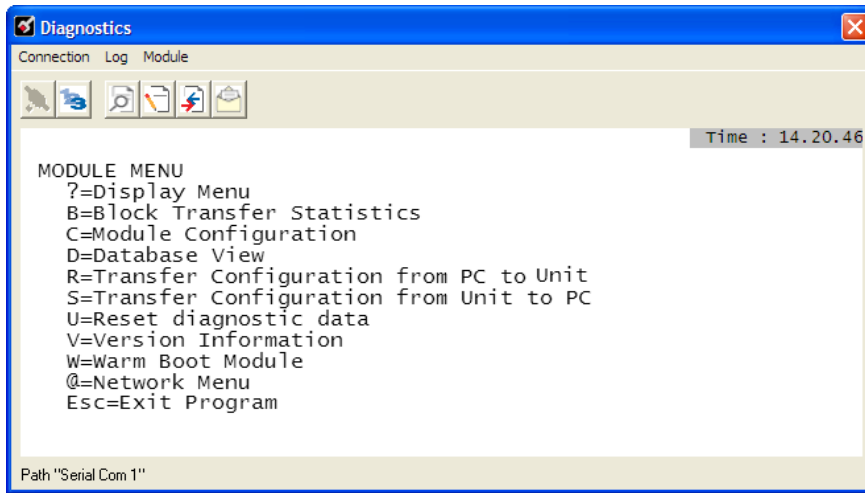 Diagnostics
Connection Log Module
Time : 14.20.46
MODULE MENU
?=Display Menu
B=Block Transfer Statistics
C=Module Configuration
D=Database View
R=Transfer Configuration from PC to Unit
S=Transfer Configuration from Unit to PC
U=Reset diagnostic data
V=Version Information
W=Warm Boot Module
@=Network Menu
Esc=Exit Program
Path "Serial Com 1"